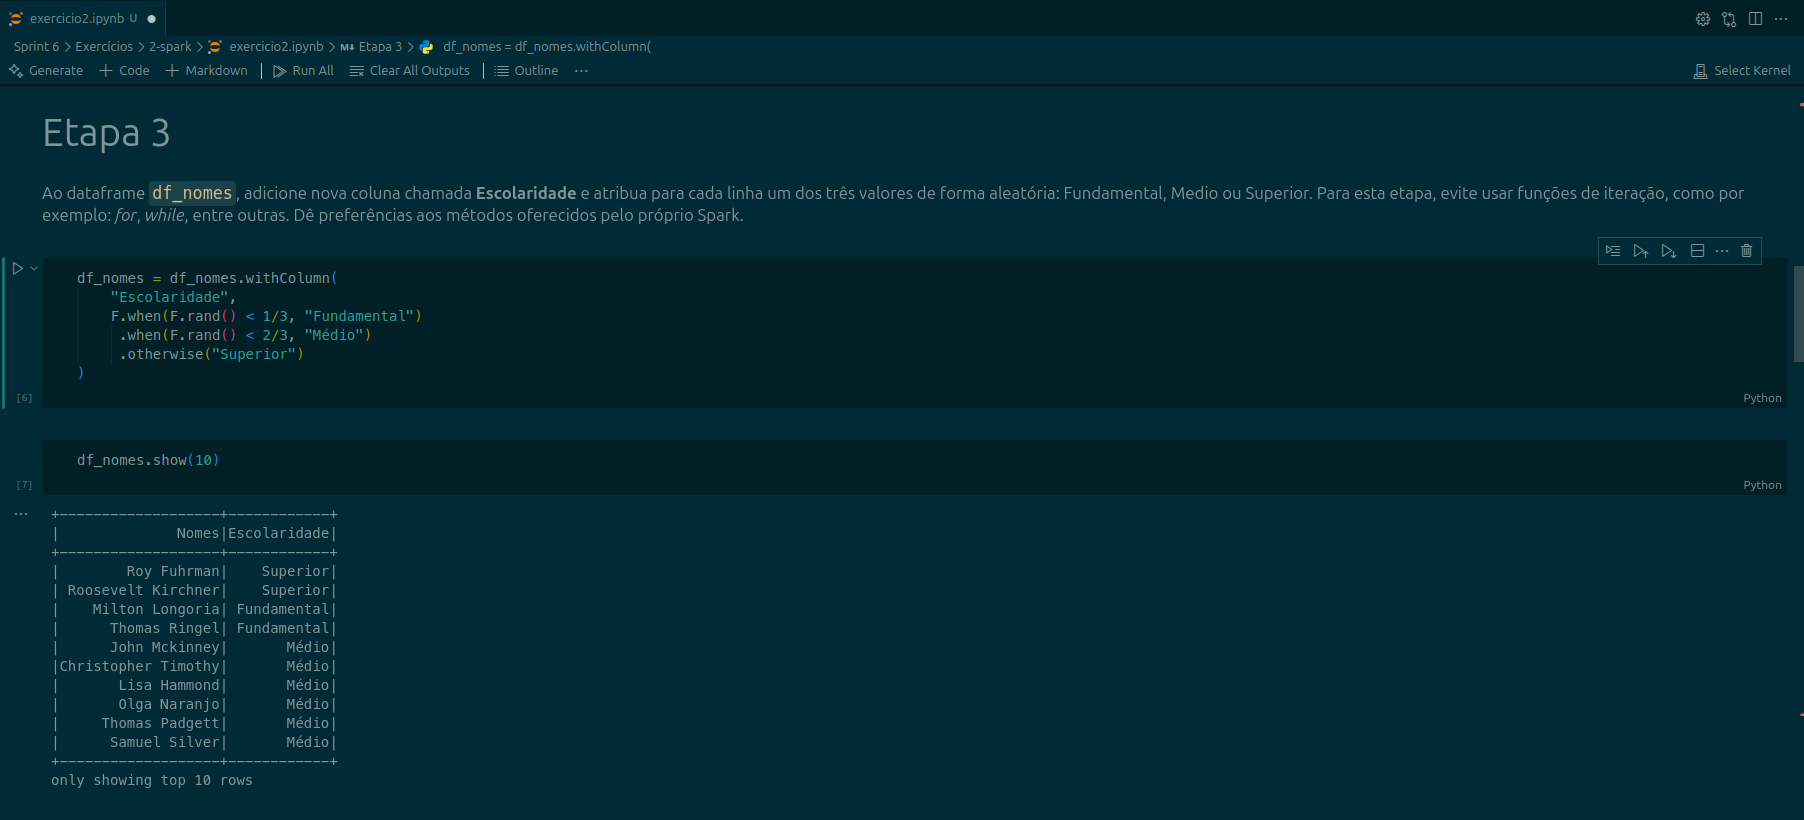 exercicio2.ipynb U ●
Sprint 6 > Exercícios > 2-spark > exercicio2.ipynb > M↓ Etapa 3 > df_nomes = df_nomes.withColumn(
Generate + Code + Markdown | Run All Clear All Outputs | Outline ··· Select Kernel
Etapa 3
Ao dataframe df_nomes, adicione nova coluna chamada Escolaridade e atribua para cada linha um dos três valores de forma aleatória: Fundamental, Medio ou Superior. Para esta etapa, evite usar funções de iteração, como por
exemplo: for, while, entre outras. Dê preferências aos métodos oferecidos pelo próprio Spark.
df_nomes = df_nomes.withColumn(
    "Escolaridade",
    F.when(F.rand() < 1/3, "Fundamental")
     .when(F.rand() < 2/3, "Médio")
     .otherwise("Superior")
)
[6] Python
df_nomes.show(10)
[7] Python
+-------------------+------------+
|              Nomes|Escolaridade|
+-------------------+------------+
|        Roy Fuhrman|    Superior|
| Roosevelt Kirchner|    Superior|
|    Milton Longoria| Fundamental|
|      Thomas Ringel| Fundamental|
|      John Mckinney|       Médio|
|Christopher Timothy|       Médio|
|       Lisa Hammond|       Médio|
|       Olga Naranjo|       Médio|
|     Thomas Padgett|       Médio|
|      Samuel Silver|       Médio|
+-------------------+------------+
only showing top 10 rows